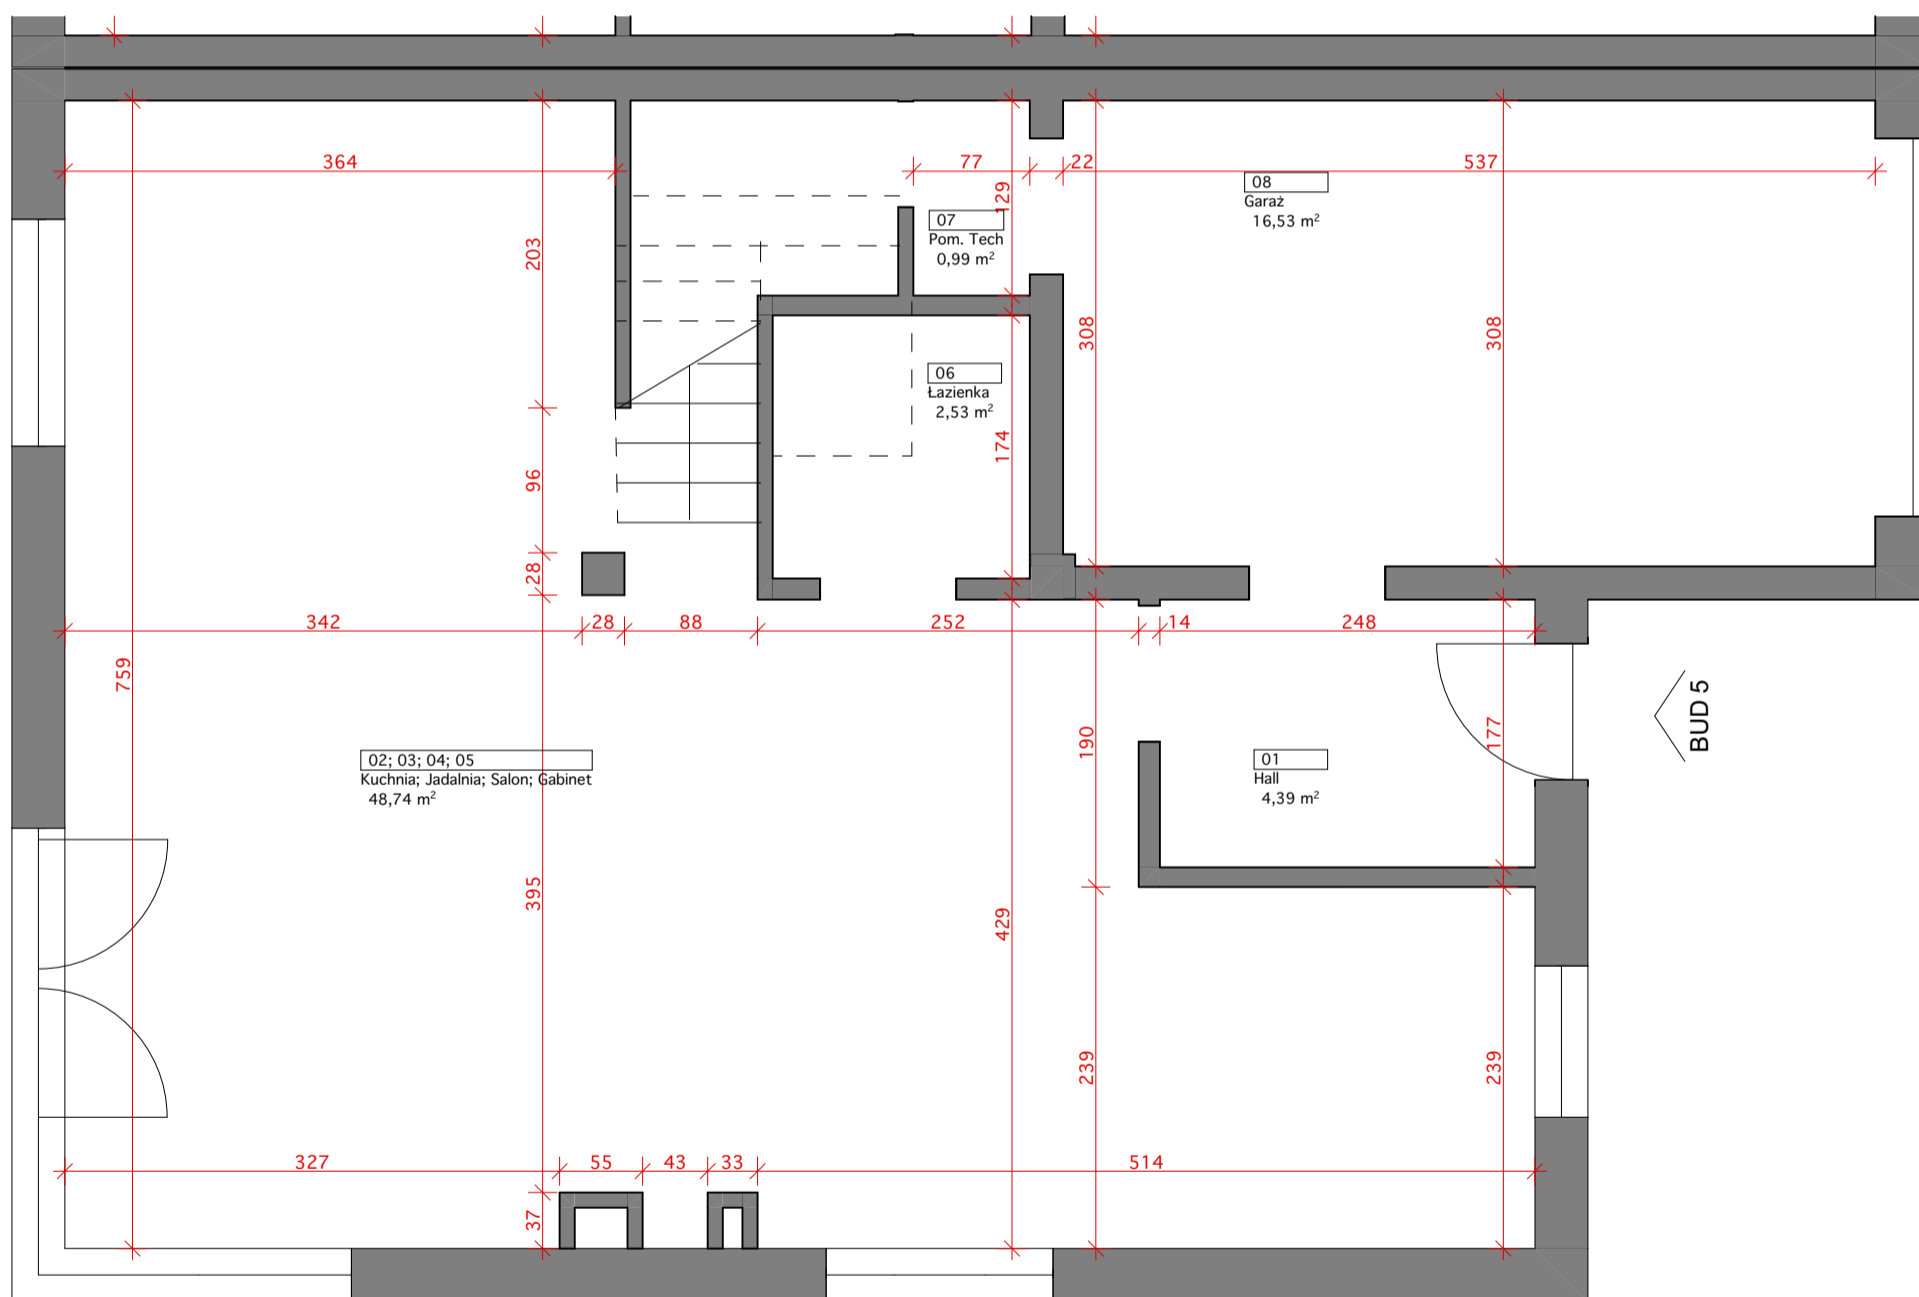 364
77
22
537
129
08
Garaż
16,53 m²
07
Pom. Tech
0,99 m²
203
308
308
06
Łazienka
2,53 m²
174
96
28
342
28
88
252
14
248
759
190
177
BUD 5
02; 03; 04; 05
Kuchnia; Jadalnia; Salon; Gabinet
48,74 m²
01
Hall
4,39 m²
395
429
239
239
327
55
43
33
514
37